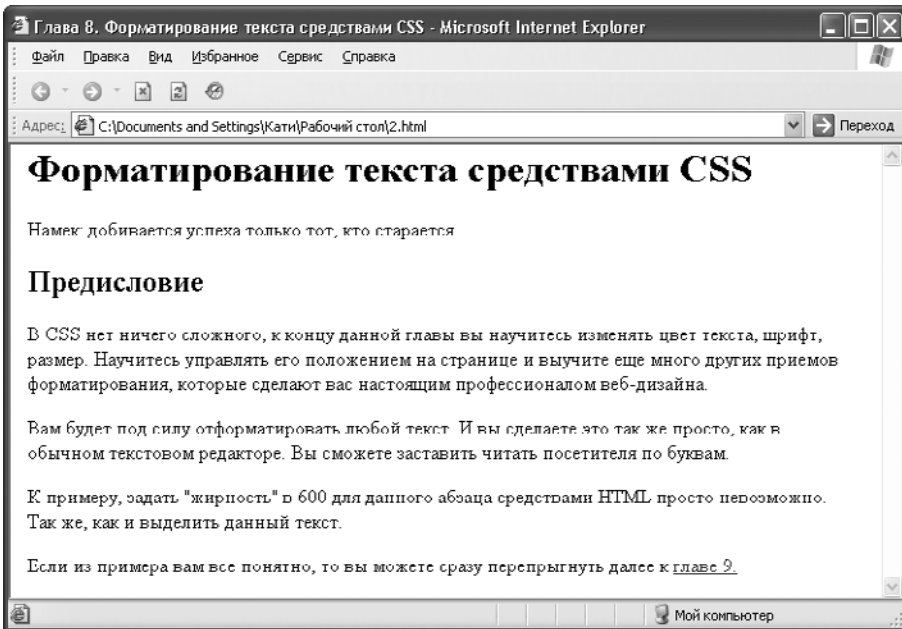 Глава 8. Форматирование текста средствами CSS - Microsoft Internet Explorer
Файл Правка Вид Избранное Сервис Справка
Адрес: C:\Documents and Settings\Кати\Рабочий стол\2.html Переход
Форматирование текста средствами CSS
Намек: добивается успеха только тот, кто старается
Предисловие
В CSS нет ничего сложного, к концу данной главы вы научитесь изменять цвет текста, шрифт,
размер. Научитесь управлять его положением на странице и выучите еще много других приемов
форматирования, которые сделают вас настоящим профессионалом веб-дизайна.
Вам будет под силу отформатировать любой текст. И вы сделаете это так же просто, как в
обычном текстовом редакторе. Вы сможете заставить читать посетителя по буквам.
К примеру, задать "жирность" в 600 для данного абзаца средствами HTML просто невозможно.
Так же, как и выделить данный текст.
Если из примера вам все понятно, то вы можете сразу перепрыгнуть далее к главе 9.
Мой компьютер